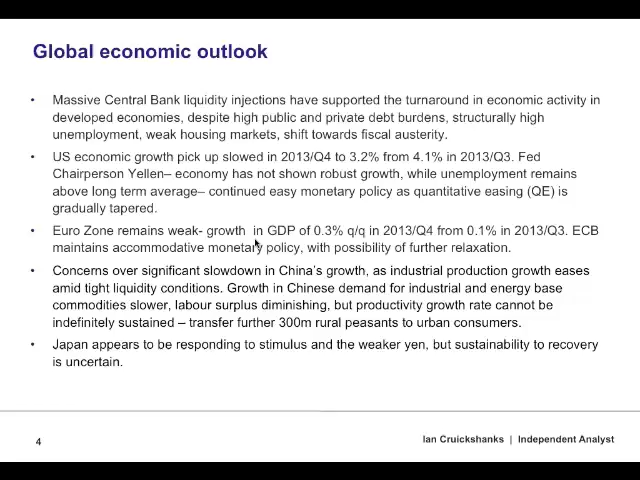 Global economic outlook
• Massive Central Bank liquidity injections have supported the turnaround in economic activity in
developed economies, despite high public and private debt burdens, structurally high
unemployment, weak housing markets, shift towards fiscal austerity.
• US economic growth pick up slowed in 2013/Q4 to 3.2% from 4.1% in 2013/Q3. Fed
Chairperson Yellen– economy has not shown robust growth, while unemployment remains
above long term average– continued easy monetary policy as quantitative easing (QE) is
gradually tapered.
• Euro Zone remains weak- growth in GDP of 0.3% q/q in 2013/Q4 from 0.1% in 2013/Q3. ECB
maintains accommodative monetary policy, with possibility of further relaxation.
• Concerns over significant slowdown in China's growth, as industrial production growth eases
amid tight liquidity conditions. Growth in Chinese demand for industrial and energy base
commodities slower, labour surplus diminishing, but productivity growth rate cannot be
indefinitely sustained – transfer further 300m rural peasants to urban consumers.
• Japan appears to be responding to stimulus and the weaker yen, but sustainability to recovery
is uncertain.
4
Ian Cruickshanks | Independent Analyst